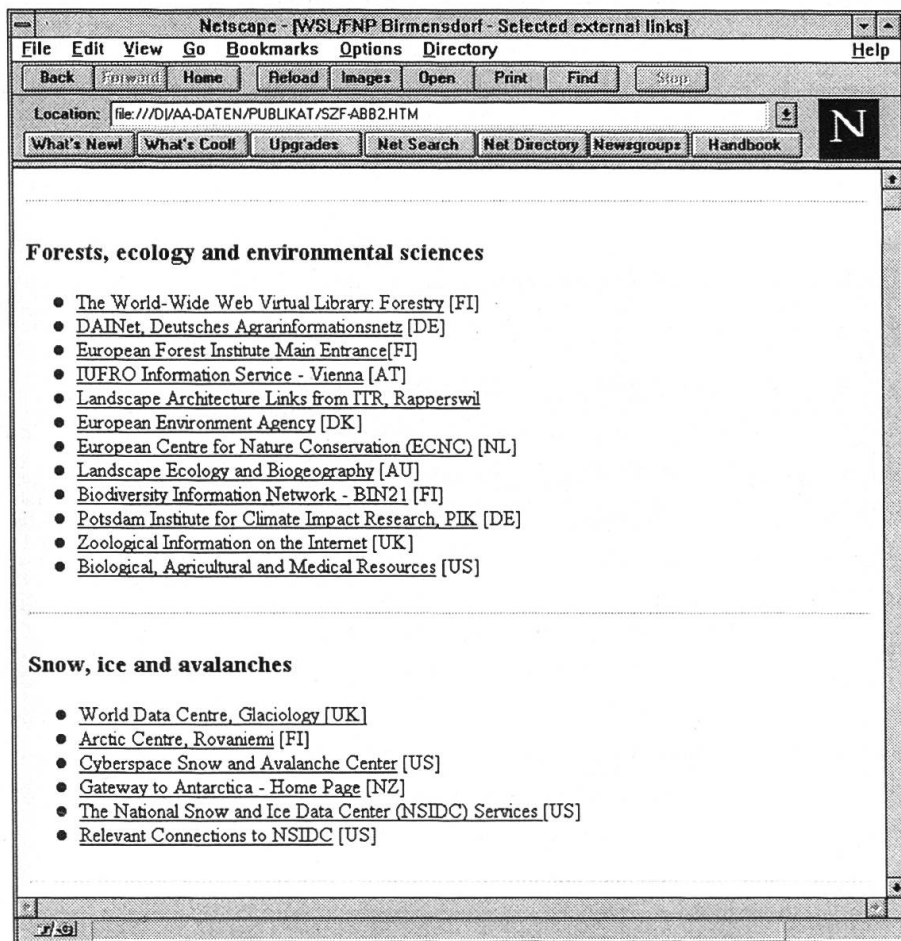 Netscape - [WSL/FNP Birmensdorf - Selected external links]
File Edit View Go Bookmarks Options Directory Help
Back Forward Home Reload Images Open Print Find Stop
Location: file:///D|/AA-DATEN/PUBLIKAT/SZF-ABB2.HTM
N
What's New! What's Cool! Upgrades Net Search Net Directory Newsgroups Handbook
Forests, ecology and environmental sciences
● The World-Wide Web Virtual Library: Forestry [FI]
● DAINet, Deutsches Agrarinformationsnetz [DE]
● European Forest Institute Main Entrance[FI]
● IUFRO Information Service - Vienna [AT]
● Landscape Architecture Links from ITR, Rapperswil
● European Environment Agency [DK]
● European Centre for Nature Conservation (ECNC) [NL]
● Landscape Ecology and Biogeography [AU]
● Biodiversity Information Network - BIN21 [FI]
● Potsdam Institute for Climate Impact Research, PIK [DE]
● Zoological Information on the Internet [UK]
● Biological, Agricultural and Medical Resources [US]
Snow, ice and avalanches
● World Data Centre, Glaciology [UK]
● Arctic Centre, Rovaniemi [FI]
● Cyberspace Snow and Avalanche Center [US]
● Gateway to Antarctica - Home Page [NZ]
● The National Snow and Ice Data Center (NSIDC) Services [US]
● Relevant Connections to NSIDC [US]